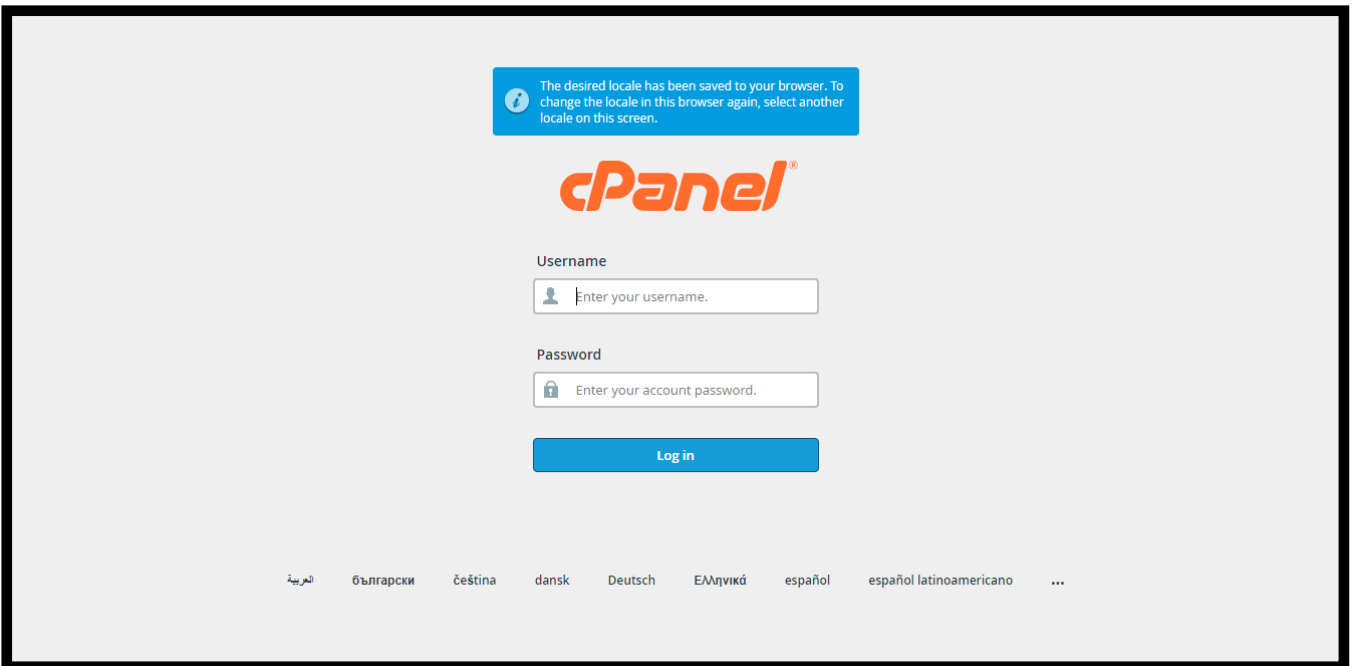 The desired locale has been saved to your browser. To
change the locale in this browser again, select another
locale on this screen.
cPanel®
Username
Enter your username.
Password
Enter your account password.
Log in
العربية български čeština dansk Deutsch Ελληνικά español español latinoamericano ...